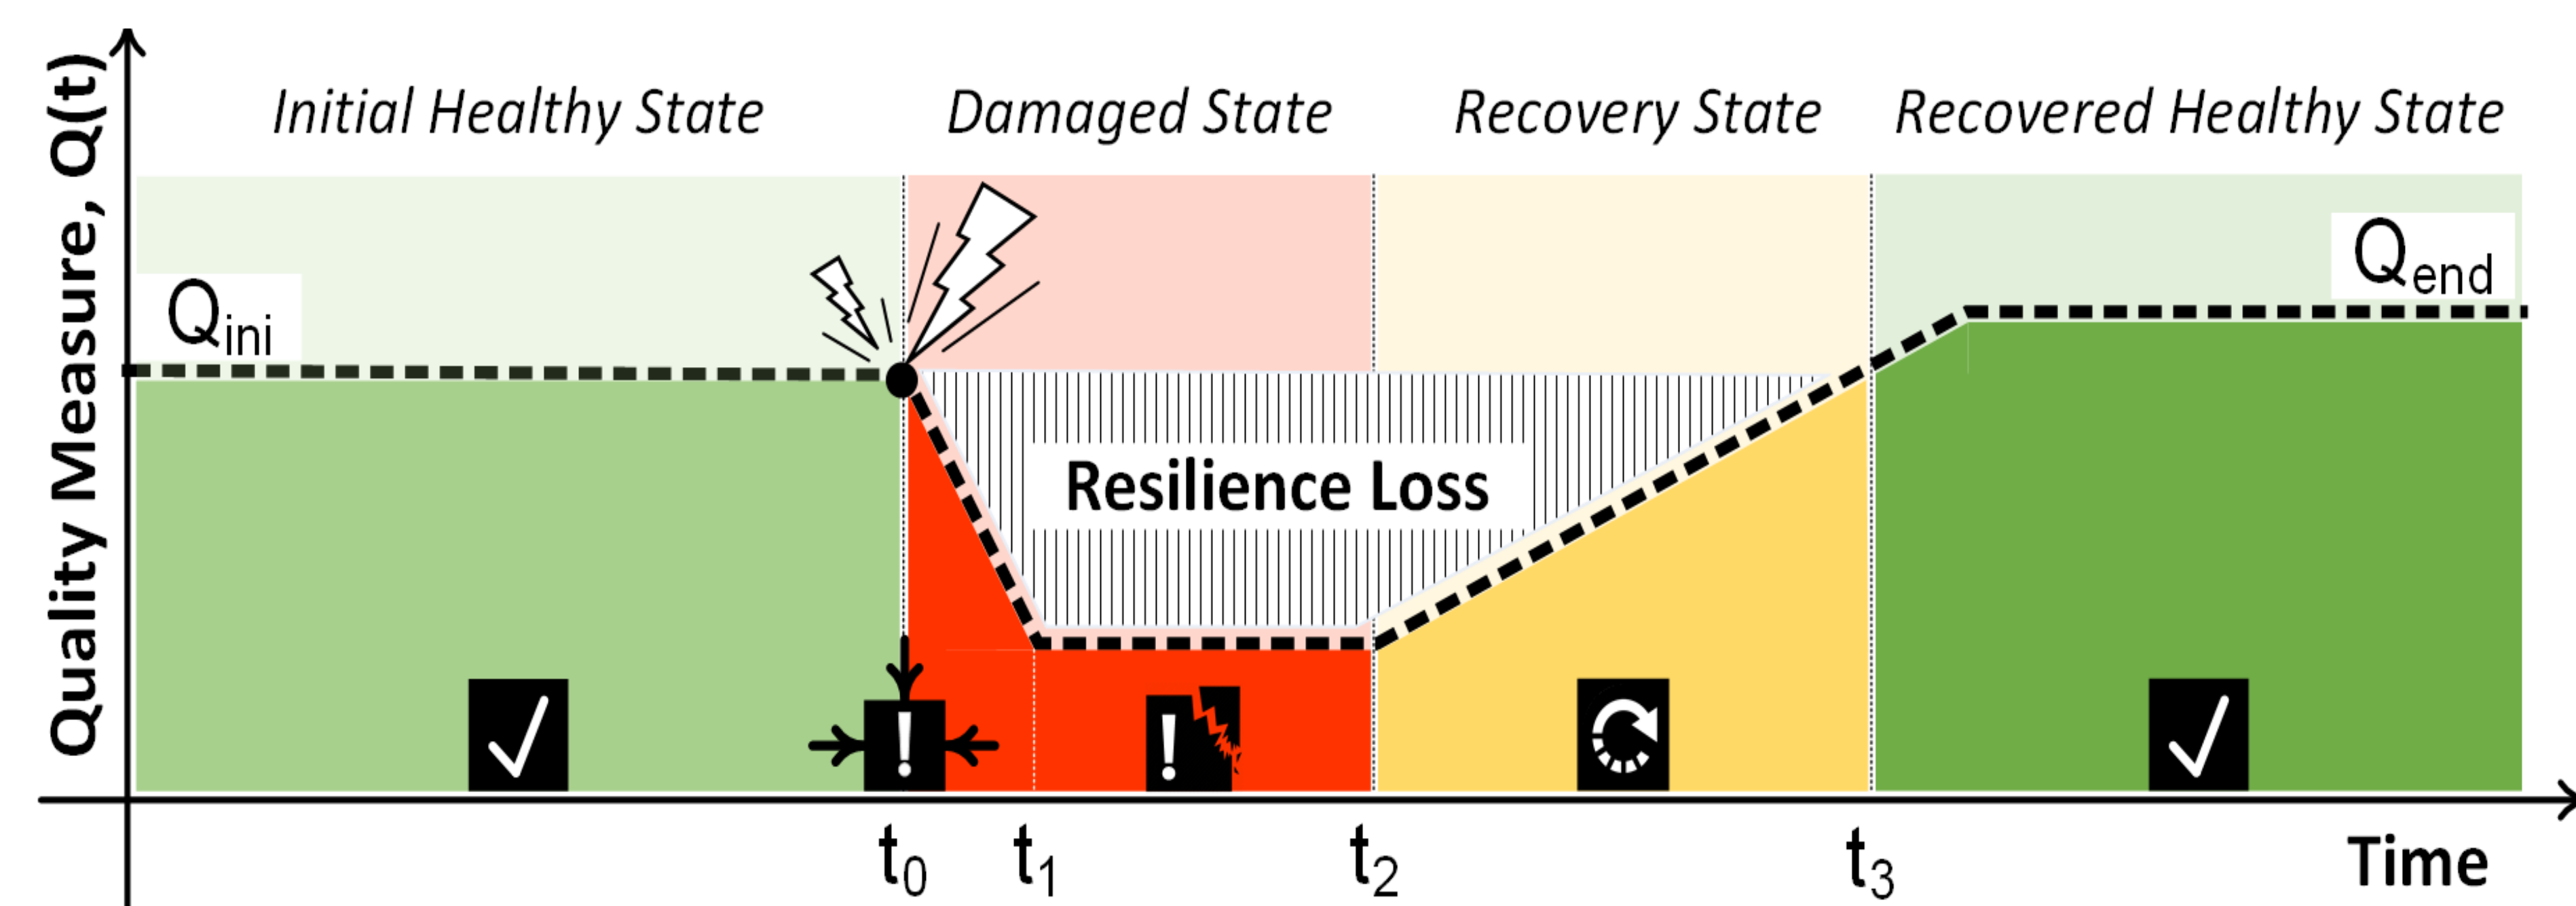 Quality Measure, Q(t)
Initial Healthy State
Damaged State
Recovery State
Recovered Healthy State
Qini
Qend
Resilience Loss
!
!
t0
t1
t2
t3
Time